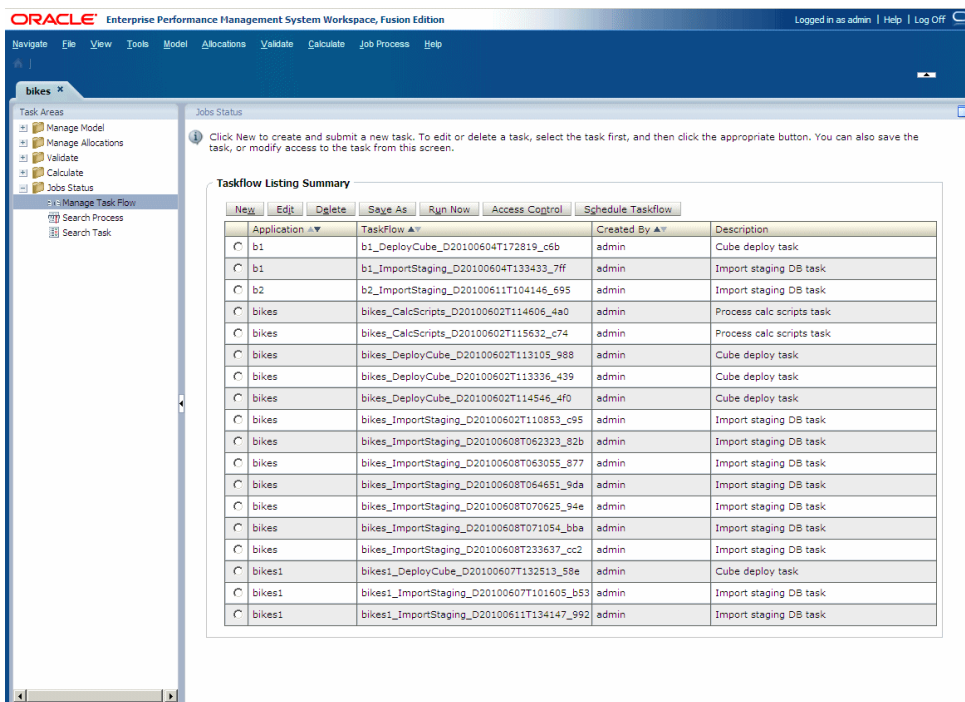 ORACLE Enterprise Performance Management System Workspace, Fusion Edition Logged in as admin | Help | Log Off
Navigate File View Tools Model Allocations Validate Calculate Job Process Help
bikes ×
Task Areas
Manage Model
Manage Allocations
Validate
Calculate
Jobs Status
Manage Task Flow
Search Process
Search Task
Jobs Status
Click New to create and submit a new task. To edit or delete a task, select the task first, and then click the appropriate button. You can also save the
task, or modify access to the task from this screen.
Taskflow Listing Summary
New Edit Delete Save As Run Now Access Control Schedule Taskflow
Application TaskFlow Created By Description
b1 b1_DeployCube_D20100604T172819_c6b admin Cube deploy task
b1 b1_ImportStaging_D20100604T133433_7ff admin Import staging DB task
b2 b2_ImportStaging_D20100611T104146_695 admin Import staging DB task
bikes bikes_CalcScripts_D20100602T114606_4a0 admin Process calc scripts task
bikes bikes_CalcScripts_D20100602T115632_c74 admin Process calc scripts task
bikes bikes_DeployCube_D20100602T113105_988 admin Cube deploy task
bikes bikes_DeployCube_D20100602T113336_439 admin Cube deploy task
bikes bikes_DeployCube_D20100602T114546_4f0 admin Cube deploy task
bikes bikes_ImportStaging_D20100602T110853_c95 admin Import staging DB task
bikes bikes_ImportStaging_D20100608T062323_82b admin Import staging DB task
bikes bikes_ImportStaging_D20100608T063055_877 admin Import staging DB task
bikes bikes_ImportStaging_D20100608T064651_9da admin Import staging DB task
bikes bikes_ImportStaging_D20100608T070625_94e admin Import staging DB task
bikes bikes_ImportStaging_D20100608T071054_bba admin Import staging DB task
bikes bikes_ImportStaging_D20100608T233637_cc2 admin Import staging DB task
bikes1 bikes1_DeployCube_D20100607T132513_58e admin Cube deploy task
bikes1 bikes1_ImportStaging_D20100607T101605_b53 admin Import staging DB task
bikes1 bikes1_ImportStaging_D20100611T134147_992 admin Import staging DB task